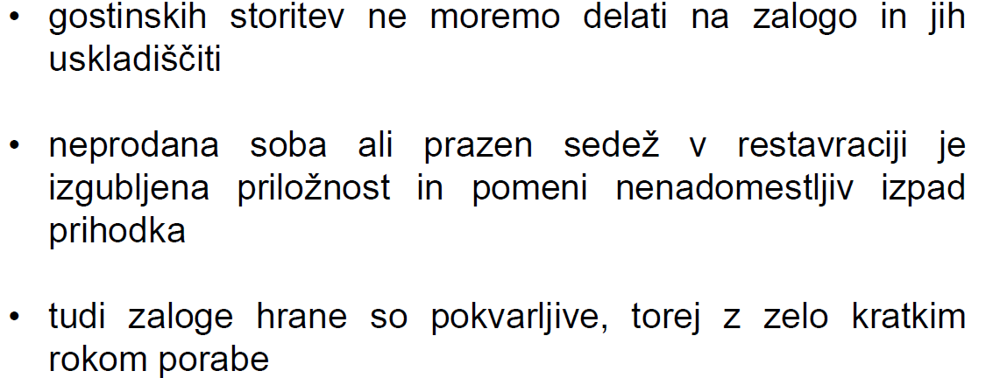 • gostinskih storitev ne moremo delati na zalogo in jih
uskladiščiti
• neprodana soba ali prazen sedež v restavraciji je
izgubljena priložnost in pomeni nenadomestljiv izpad
prihodka
• tudi zaloge hrane so pokvarljive, torej z zelo kratkim
rokom porabe